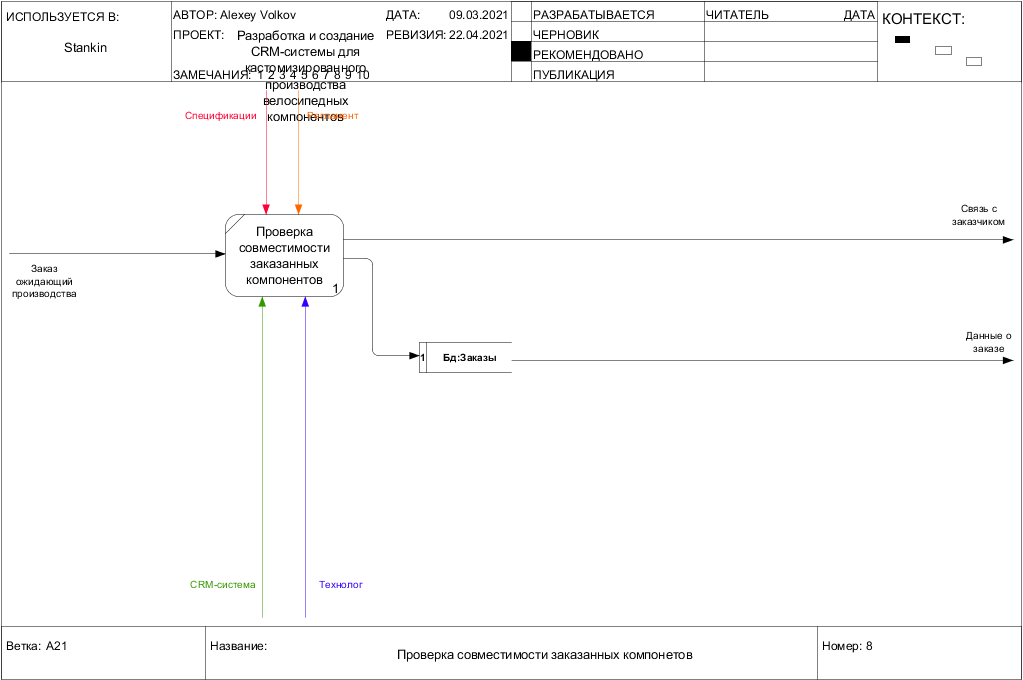 ИСПОЛЬЗУЕТСЯ В:
Stankin
АВТОР: Alexey Volkov
ДАТА: 09.03.2021
ПРОЕКТ: Разработка и создание
CRM-системы для
кастомизированного
производства
велосипедных
компонентов
РЕВИЗИЯ: 22.04.2021
ЗАМЕЧАНИЯ: 1 2 3 4 5 6 7 8 9 10
РАЗРАБАТЫВАЕТСЯ
ЧЕРНОВИК
РЕКОМЕНДОВАНО
ПУБЛИКАЦИЯ
ЧИТАТЕЛЬ ДАТА
КОНТЕКСТ:
Спецификации
Проверка
совместимости
заказанных
компонентов
1
Связь с
заказчиком
Заказ
ожидающий
производства
Данные о
заказе
1 Бд:Заказы
CRM-система
Технолог
Ветка: A21
Название:
Проверка совместимости заказанных компонетов
Номер: 8